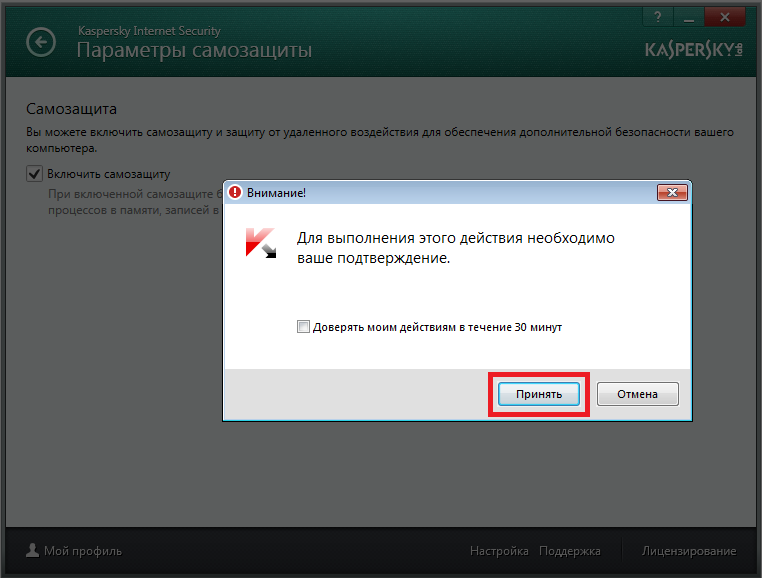 Kaspersky Internet Security
Параметры самозащиты
?
KASPERSKY lab
Самозащита
Вы можете включить самозащиту и защиту от удаленного воздействия для обеспечения дополнительной безопасности вашего
компьютера.
Включить самозащиту
При включенной самозащите
процессов в памяти, записей в
Внимание!
Для выполнения этого действия необходимо
ваше подтверждение.
Доверять моим действиям в течение 30 минут
Принять
Отмена
Мой профиль
Настройка
Поддержка
Лицензирование